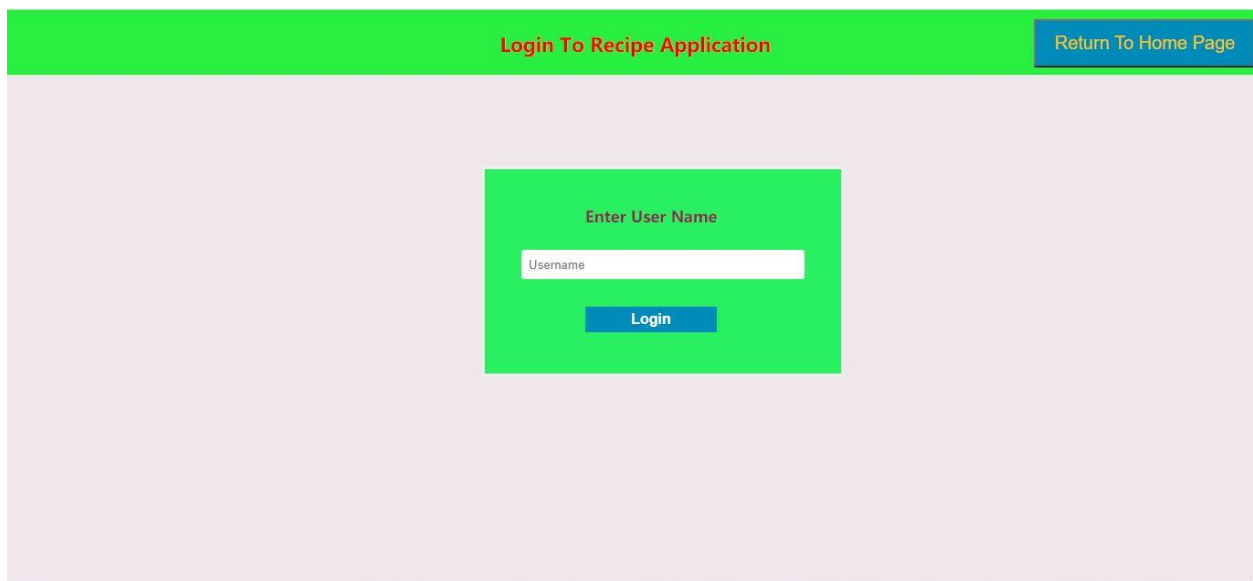 Login To Recipe Application
Return To Home Page
Enter User Name
Username
Login